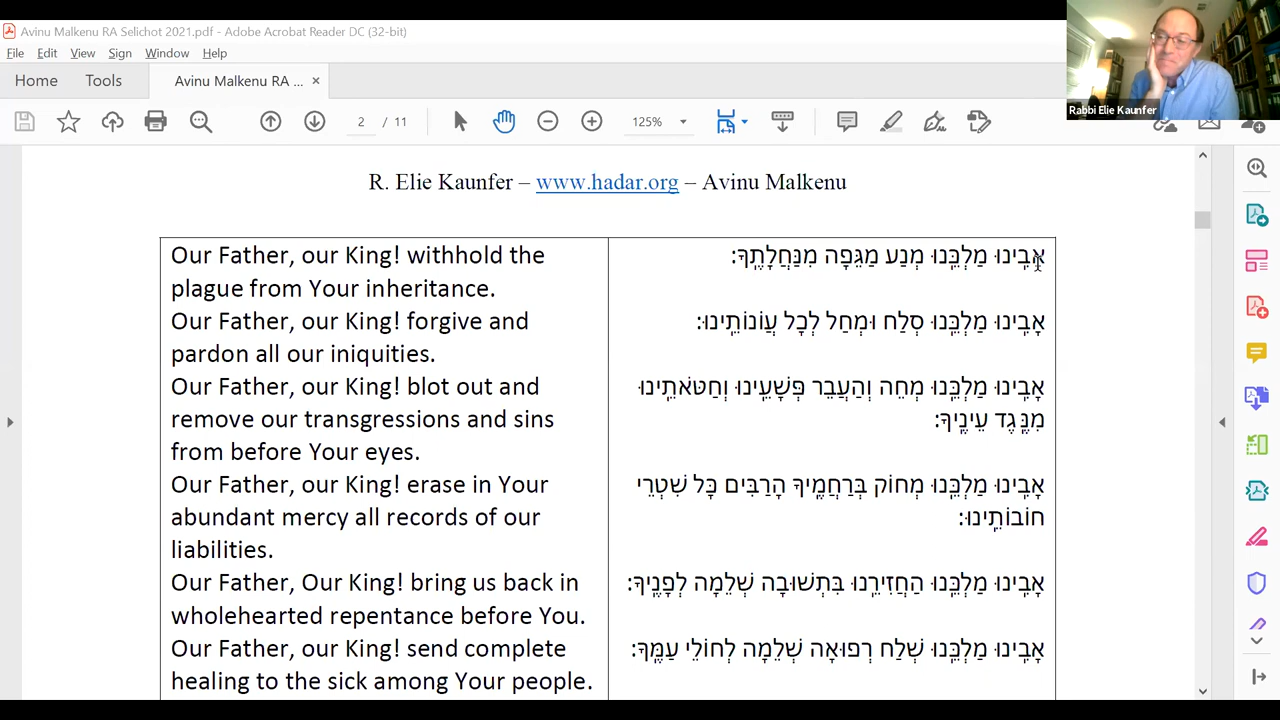 Avinu Malkenu RA Selichot 2021.pdf - Adobe Acrobat Reader DC (32-bit)
File Edit View Sign Window Help
Home Tools Avinu Malkenu RA ... ×
2 / 11 125%
Rabbi Elie Kaunfer
R. Elie Kaunfer – www.hadar.org – Avinu Malkenu
Our Father, our King! withhold the
plague from Your inheritance.
Our Father, our King! forgive and
pardon all our iniquities.
Our Father, our King! blot out and
remove our transgressions and sins
from before Your eyes.
Our Father, our King! erase in Your
abundant mercy all records of our
liabilities.
Our Father, Our King! bring us back in
wholehearted repentance before You.
Our Father, our King! send complete
healing to the sick among Your people.
אָבִֽינוּ מַלְכֵּֽנוּ מְנַע מַגֵּפָה מִנַּחֲלָתֶֽךָ:
אָבִֽינוּ מַלְכֵּֽנוּ סְלַח וּמְחַל לְכָל עֲוֹנוֹתֵֽינוּ:
אָבִֽינוּ מַלְכֵּֽנוּ מְחֵה וְהַעֲבֵר פְּשָׁעֵֽינוּ וְחַטֹּאתֵֽינוּ
מִנֶּֽגֶד עֵינֶֽיךָ:
אָבִֽינוּ מַלְכֵּֽנוּ מְחוֹק בְּרַחֲמֶֽיךָ הָרַבִּים כָּל שִׁטְרֵי
חוֹבוֹתֵֽינוּ:
אָבִֽינוּ מַלְכֵּֽנוּ הַחֲזִירֵֽנוּ בִּתְשׁוּבָה שְׁלֵמָה לְפָנֶֽיךָ:
אָבִֽינוּ מַלְכֵּֽנוּ שְׁלַח רְפוּאָה שְׁלֵמָה לְחוֹלֵי עַמֶּֽךָ: